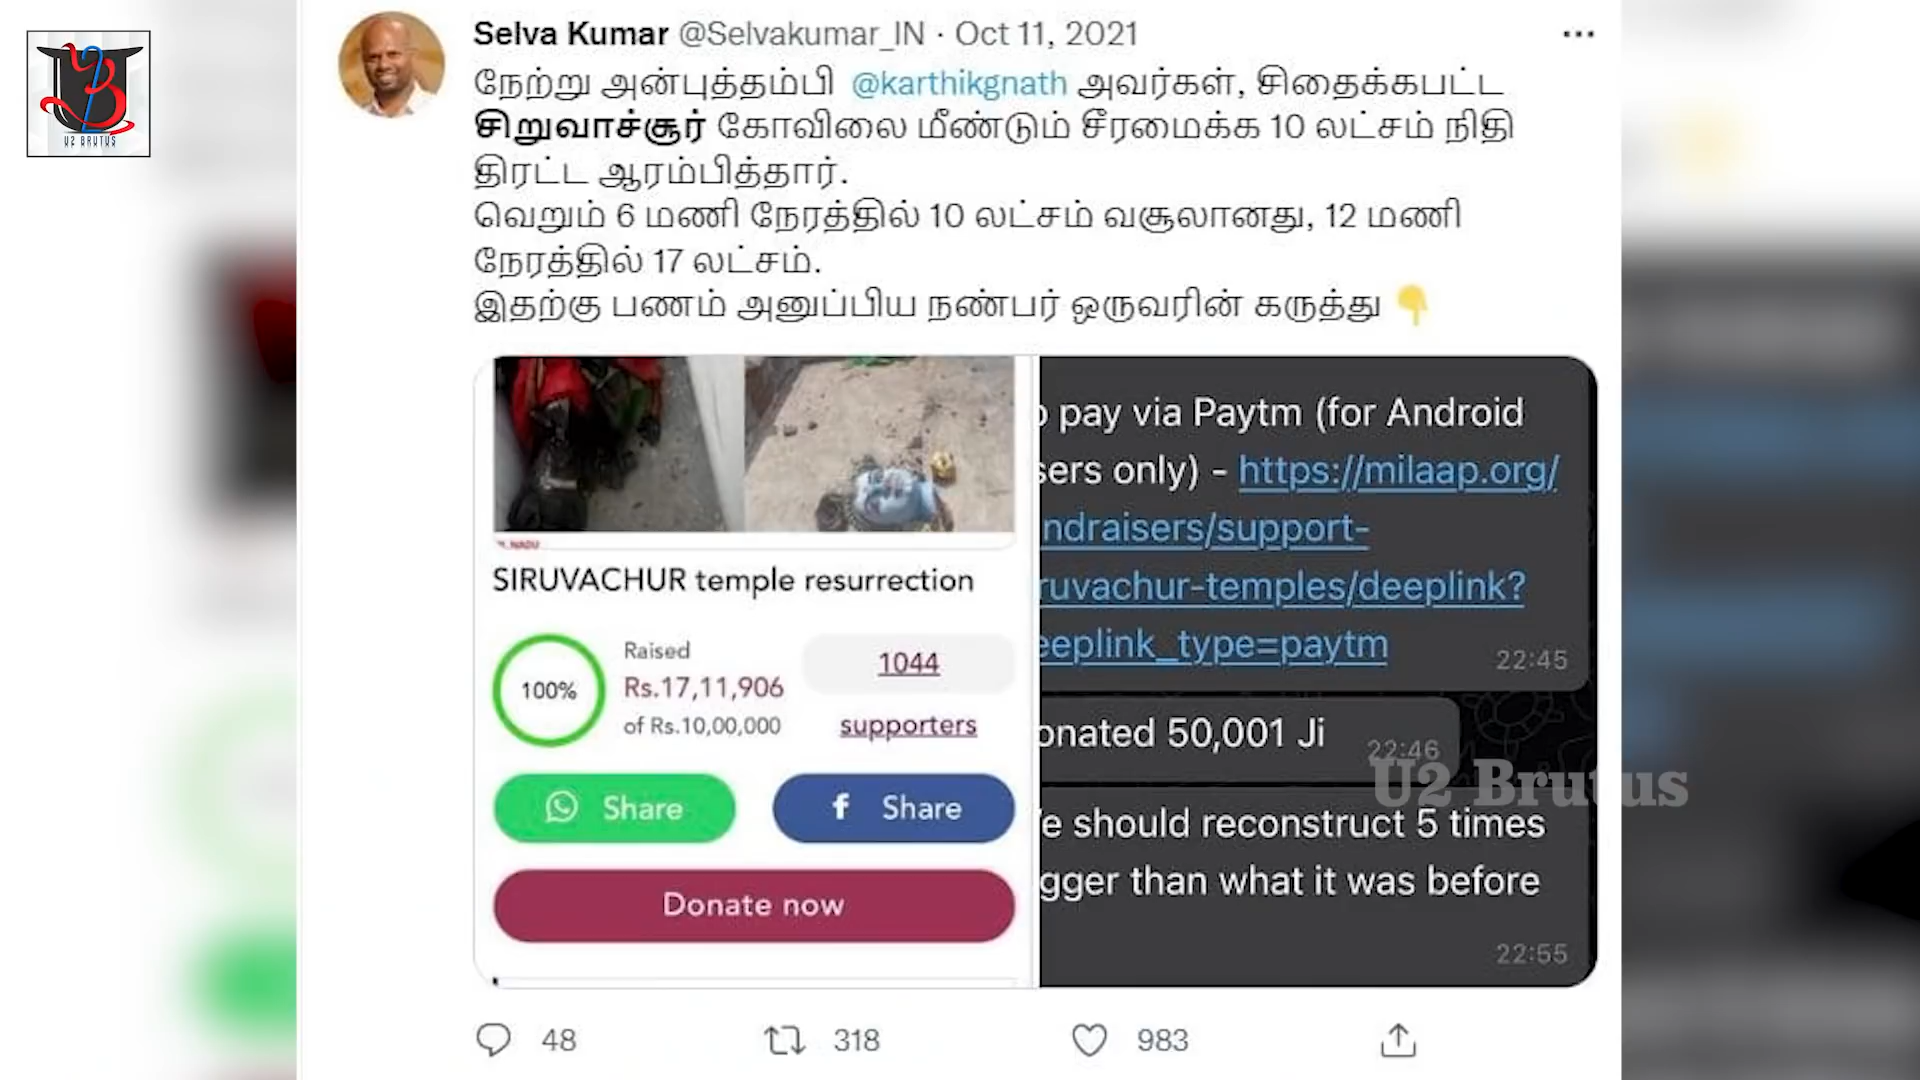 U2 BRUTUS
Selva Kumar @Selvakumar_IN · Oct 11, 2021
நேற்று அன்புத்தம்பி @karthikgnath அவர்கள், சிதைக்கபட்ட
சிறுவாச்சூர் கோவிலை மீண்டும் சீரமைக்க 10 லட்சம் நிதி
திரட்ட ஆரம்பித்தார்.
வெறும் 6 மணி நேரத்தில் 10 லட்சம் வசூலானது, 12 மணி
நேரத்தில் 17 லட்சம்.
இதற்கு பணம் அனுப்பிய நண்பர் ஒருவரின் கருத்து
NADU
SIRUVACHUR temple resurrection
100%
Raised
Rs.17,11,906
of Rs.10,00,000
1044
supporters
Share
Share
Donate now
pay via Paytm (for Android
sers only) - https://milaap.org/
ndraisers/support-
ruvachur-temples/deeplink?
eeplink_type=paytm
22:45
onated 50,001 Ji
22:46
e should reconstruct 5 times
gger than what it was before
22:55
U2 Brutus
48
318
983